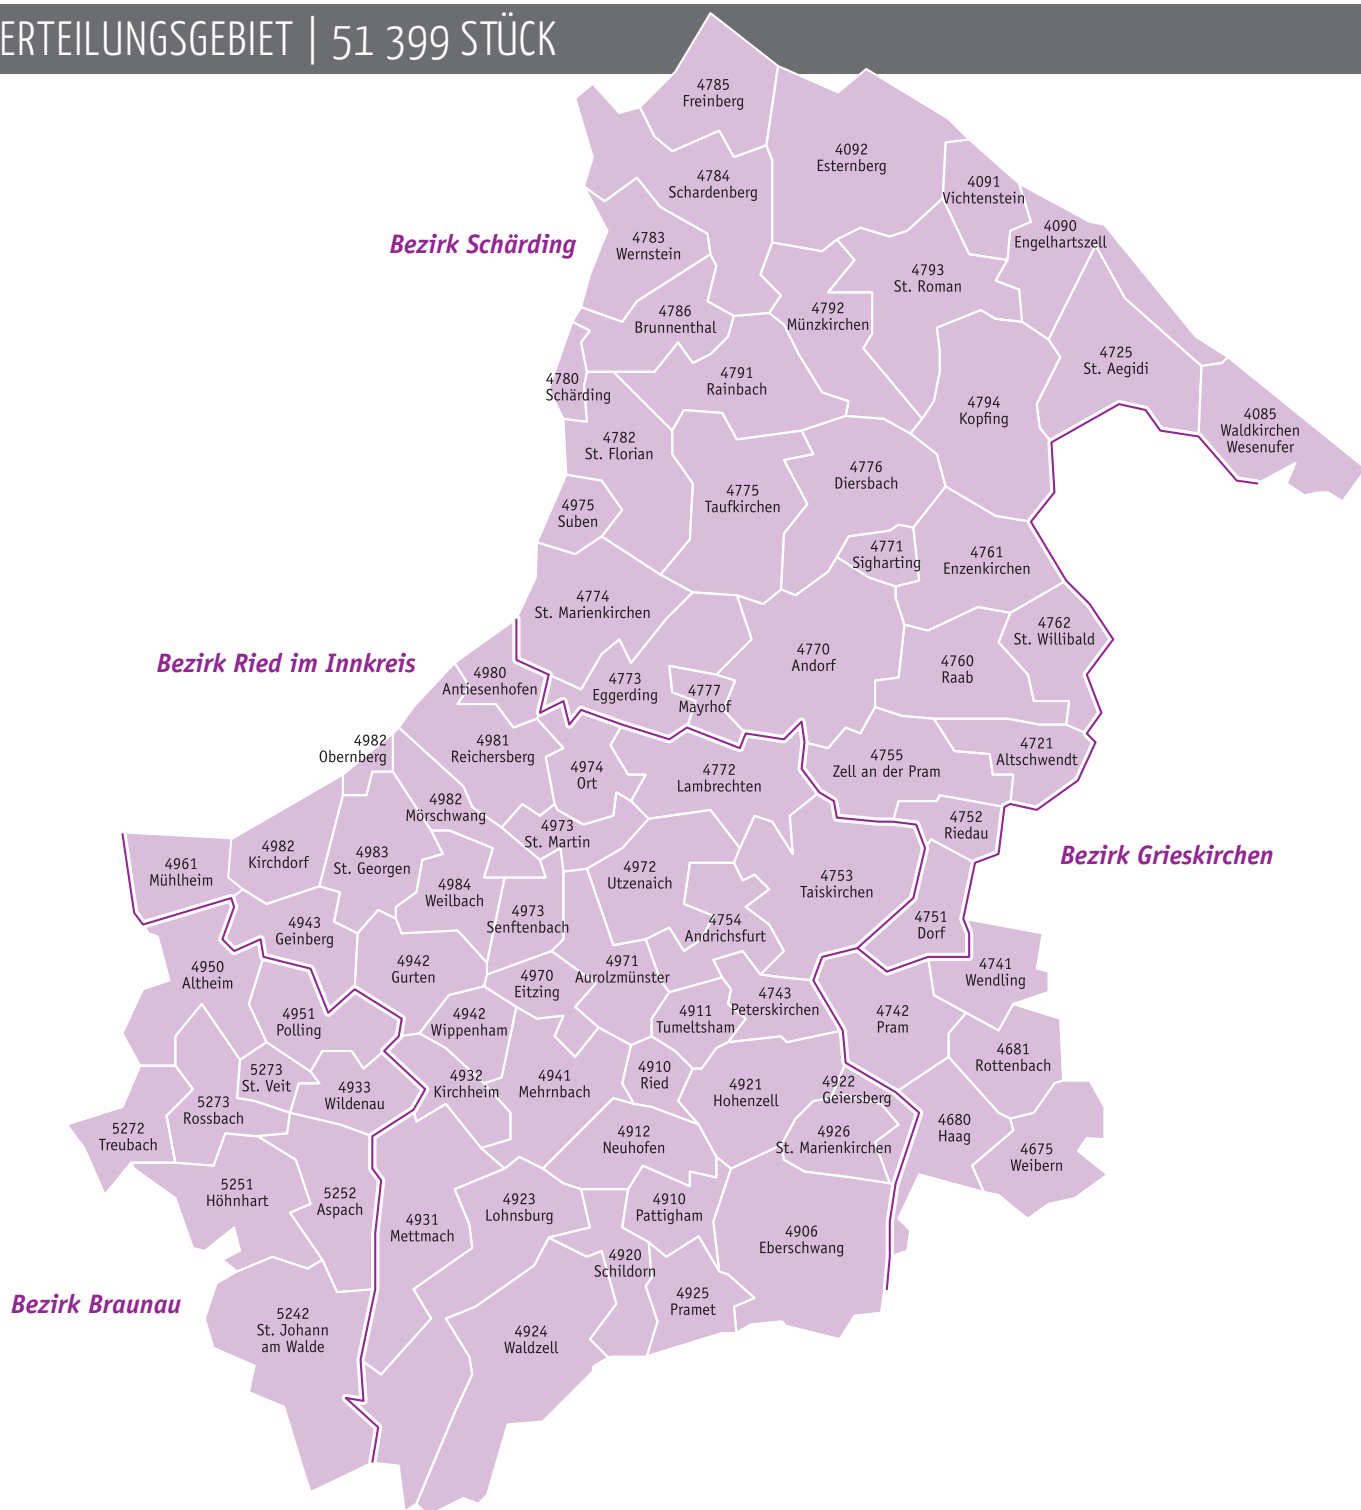 ERTEILUNGSGEBIET | 51 399 STÜCK
4785
Freinberg
4092
Esternberg
4784
Schardenberg
4091
Vichtenstein
4090
Engelhartszell
Bezirk Schärding
4783
Wernstein
4793
St. Roman
4786
Brunnenthal
4792
Münzkirchen
4725
St. Aegidi
4780
Schärding
4791
Rainbach
4794
Kopfing
4085
Waldkirchen
Wesenufer
4782
St. Florian
4776
Diersbach
4775
Taufkirchen
4975
Suben
4771
Sigharting
4761
Enzenkirchen
4774
St. Marienkirchen
4762
St. Willibald
4770
Andorf
4760
Raab
Bezirk Ried im Innkreis
4980
Antiesenhofen
4773
Eggerding
4777
Mayrhof
4982
Obernberg
4981
Reichersberg
4974
Ort
4772
Lambrechten
4755
Zell an der Pram
4721
Altschwendt
4982
Mörschwang
4973
St. Martin
4752
Riedau
Bezirk Grieskirchen
4961
Mühlheim
4982
Kirchdorf
4983
St. Georgen
4984
Weilbach
4972
Utzenaich
4753
Taiskirchen
4973
Senftenbach
4754
Andrichsfurt
4751
Dorf
4943
Geinberg
4950
Altheim
4942
Gurten
4970
Eitzing
4971
Aurolzmünster
4741
Wendling
4743
Peterskirchen
4951
Polling
4942
Wippenham
4911
Tumeltsham
4742
Pram
4681
Rottenbach
5273
St. Veit
4933
Wildenau
4932
Kirchheim
4941
Mehrnbach
4910
Ried
4921
Hohenzell
4922
Geiersberg
5273
Rossbach
5272
Treubach
4912
Neuhofen
4926
St. Marienkirchen
4680
Haag
4675
Weibern
5251
Höhnhart
5252
Aspach
4931
Mettmach
4923
Lohnsburg
4910
Pattigham
4906
Eberschwang
4920
Schildorn
4925
Pramet
Bezirk Braunau
5242
St. Johann
am Walde
4924
Waldzell